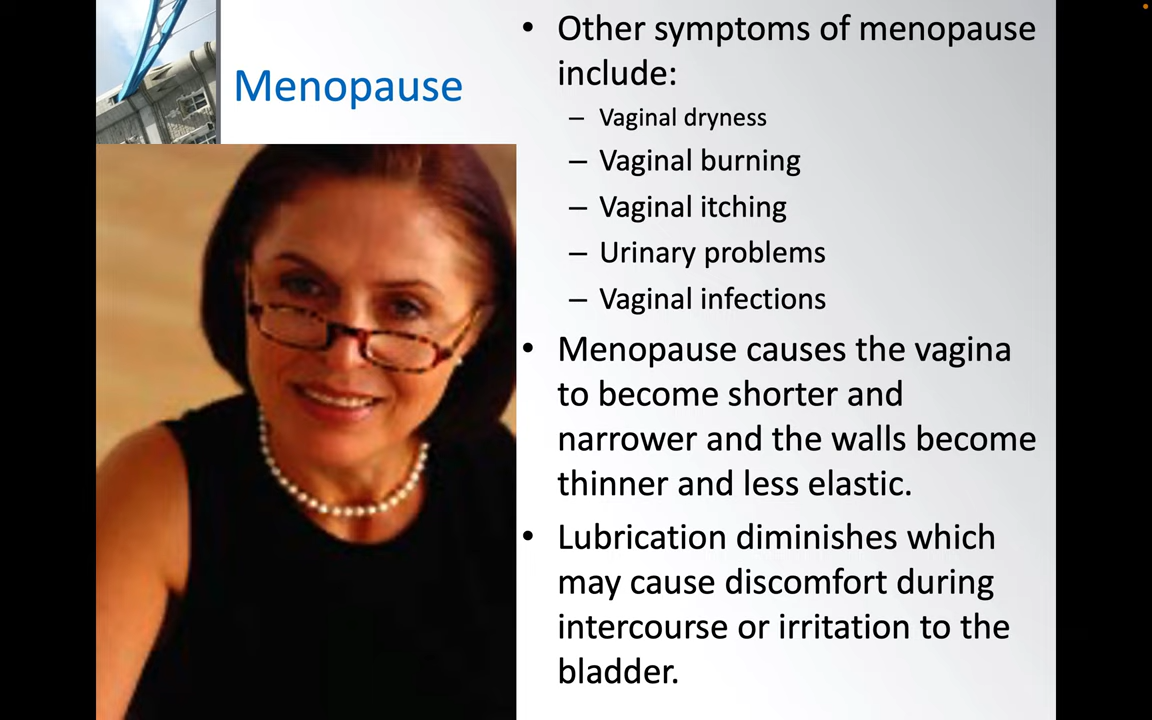 Menopause
• Other symptoms of menopause
include:
– Vaginal dryness
– Vaginal burning
– Vaginal itching
– Urinary problems
– Vaginal infections
• Menopause causes the vagina
to become shorter and
narrower and the walls become
thinner and less elastic.
• Lubrication diminishes which
may cause discomfort during
intercourse or irritation to the
bladder.